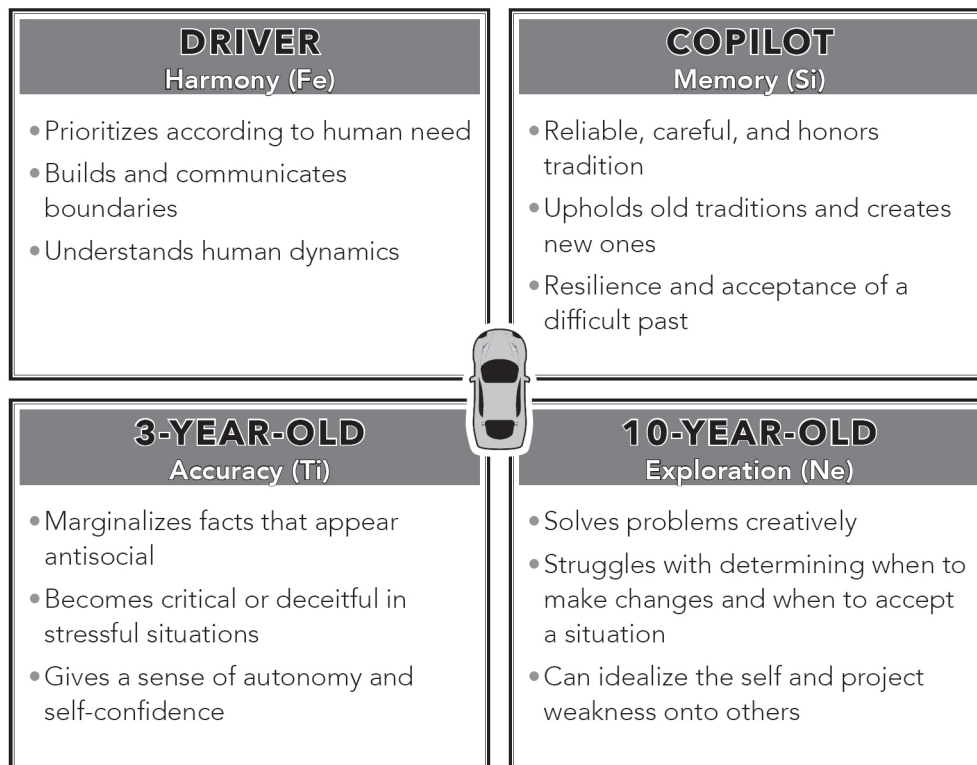 DRIVER
Harmony (Fe)
• Prioritizes according to human need
• Builds and communicates
boundaries
• Understands human dynamics
COPILOT
Memory (Si)
• Reliable, careful, and honors
tradition
• Upholds old traditions and creates
new ones
• Resilience and acceptance of a
difficult past
3-YEAR-OLD
Accuracy (Ti)
• Marginalizes facts that appear
antisocial
• Becomes critical or deceitful in
stressful situations
• Gives a sense of autonomy and
self-confidence
10-YEAR-OLD
Exploration (Ne)
• Solves problems creatively
• Struggles with determining when to
make changes and when to accept
a situation
• Can idealize the self and project
weakness onto others